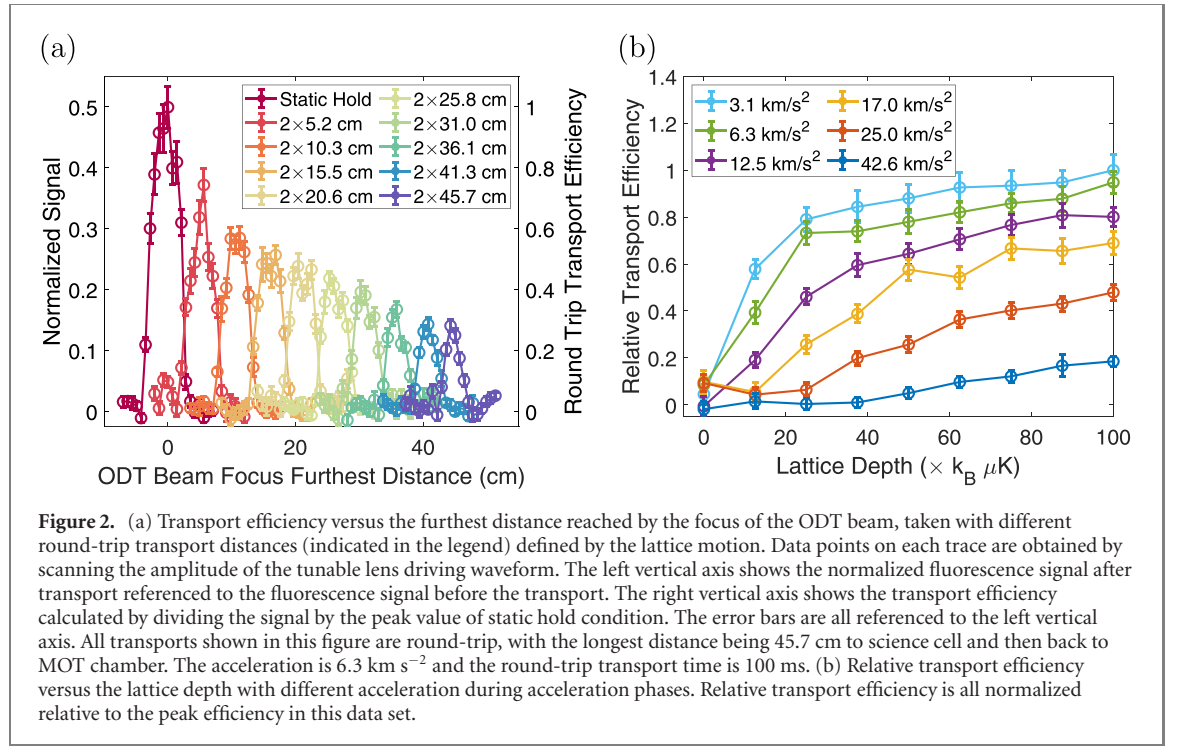 (a)
(b)
Normalized Signal
0.5
0.4
0.3
0.2
0.1
0
Static Hold
2×5.2 cm
2×10.3 cm
2×15.5 cm
2×20.6 cm
2×25.8 cm
2×31.0 cm
2×36.1 cm
2×41.3 cm
2×45.7 cm
1
0.8
0.6
0.4
0.2
0
Round Trip Transport Efficiency
0 20 40
ODT Beam Focus Furthest Distance (cm)
Relative Transport Efficiency
1.4
1.2
1
0.8
0.6
0.4
0.2
0
3.1 km/s²
6.3 km/s²
12.5 km/s²
17.0 km/s²
25.0 km/s²
42.6 km/s²
0 20 40 60 80 100
Lattice Depth (× k_B μK)
Figure 2. (a) Transport efficiency versus the furthest distance reached by the focus of the ODT beam, taken with different
round-trip transport distances (indicated in the legend) defined by the lattice motion. Data points on each trace are obtained by
scanning the amplitude of the tunable lens driving waveform. The left vertical axis shows the normalized fluorescence signal after
transport referenced to the fluorescence signal before the transport. The right vertical axis shows the transport efficiency
calculated by dividing the signal by the peak value of static hold condition. The error bars are all referenced to the left vertical
axis. All transports shown in this figure are round-trip, with the longest distance being 45.7 cm to science cell and then back to
MOT chamber. The acceleration is 6.3 km s⁻² and the round-trip transport time is 100 ms. (b) Relative transport efficiency
versus the lattice depth with different acceleration during acceleration phases. Relative transport efficiency is all normalized
relative to the peak efficiency in this data set.